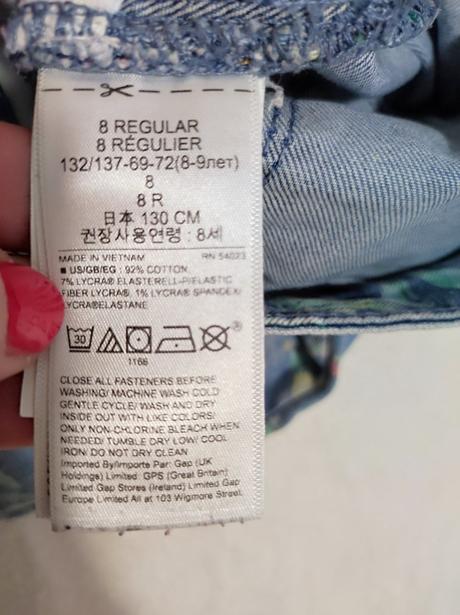 8 REGULAR
8 RÉGULIER
132/137-69-72(8-9лет)
8
8 R
日本 130 CM
권장사용연령 : 8세
MADE IN VIETNAM RN 54023
■ US/GB/EG : 92% COTTON,
7% LYCRA® ELASTERELL-P/ELASTIC
FIBER LYCRA®, 1% LYCRA® SPANDEX/
LYCRA®ELASTANE
30
1166
CLOSE ALL FASTENERS BEFORE
WASHING/ MACHINE WASH COLD
GENTLE CYCLE/ WASH AND DRY
INSIDE OUT WITH LIKE COLORS/
ONLY NON-CHLORINE BLEACH WHEN
NEEDED/ TUMBLE DRY LOW/ COOL
IRON/ DO NOT DRY CLEAN
Imported By/Importe Par: Gap (UK
Holdings) Limited: GPS (Great Britain)
Limited Gap Stores (Ireland) Limited Gap
Europe Limited All at 103 Wigmore Street,